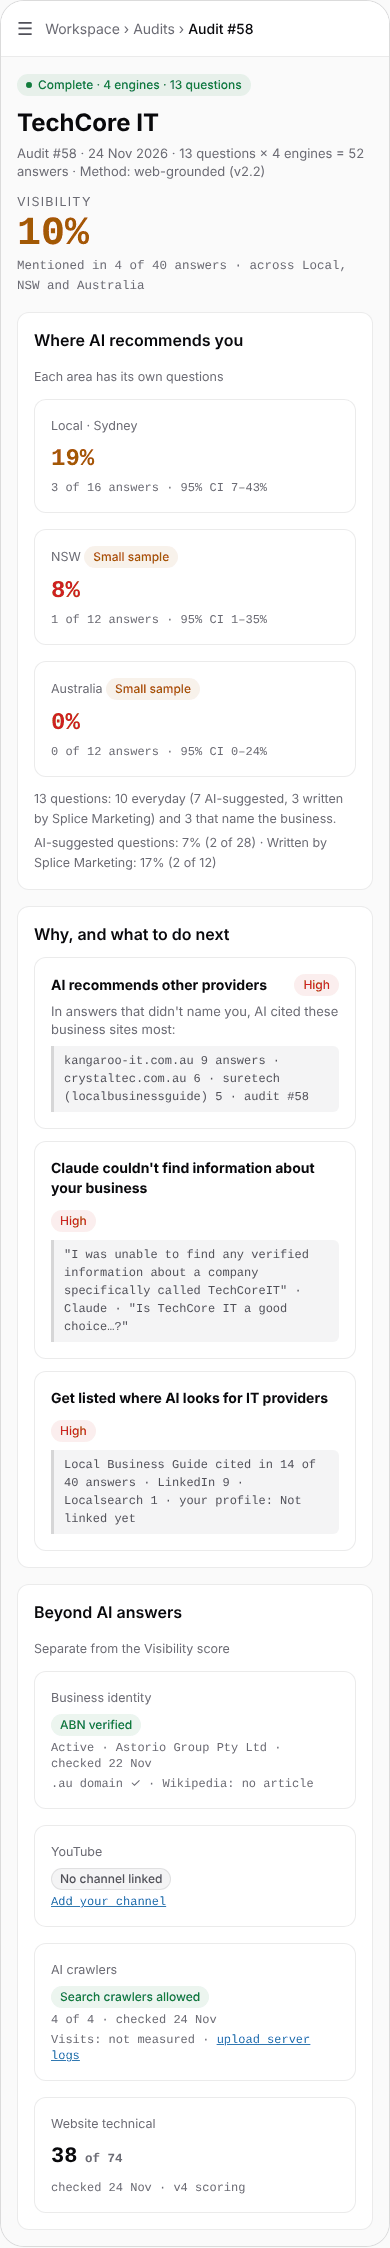 ☰ Workspace › Audits › Audit #58
Complete · 4 engines · 13 questions
TechCore IT
Audit #58 · 24 Nov 2026 · 13 questions × 4 engines = 52
answers · Method: web-grounded (v2.2)
VISIBILITY
10%
Mentioned in 4 of 40 answers · across Local,
NSW and Australia
Where AI recommends you
Each area has its own questions
Local · Sydney
19%
3 of 16 answers · 95% CI 7–43%
NSW Small sample
8%
1 of 12 answers · 95% CI 1–35%
Australia Small sample
0%
0 of 12 answers · 95% CI 0–24%
13 questions: 10 everyday (7 AI-suggested, 3 written
by Splice Marketing) and 3 that name the business.
AI-suggested questions: 7% (2 of 28) · Written by
Splice Marketing: 17% (2 of 12)
Why, and what to do next
AI recommends other providers High
In answers that didn't name you, AI cited these
business sites most:
kangaroo-it.com.au 9 answers ·
crystaltec.com.au 6 · suretech
(localbusinessguide) 5 · audit #58
Claude couldn't find information about
your business
High
"I was unable to find any verified
information about a company
specifically called TechCoreIT" ·
Claude · "Is TechCore IT a good
choice…?"
Get listed where AI looks for IT providers
High
Local Business Guide cited in 14 of
40 answers · LinkedIn 9 ·
Localsearch 1 · your profile: Not
linked yet
Beyond AI answers
Separate from the Visibility score
Business identity
ABN verified
Active · Astorio Group Pty Ltd ·
checked 22 Nov
.au domain ✓ · Wikipedia: no article
YouTube
No channel linked
Add your channel
AI crawlers
Search crawlers allowed
4 of 4 · checked 24 Nov
Visits: not measured · upload server
logs
Website technical
38 of 74
checked 24 Nov · v4 scoring